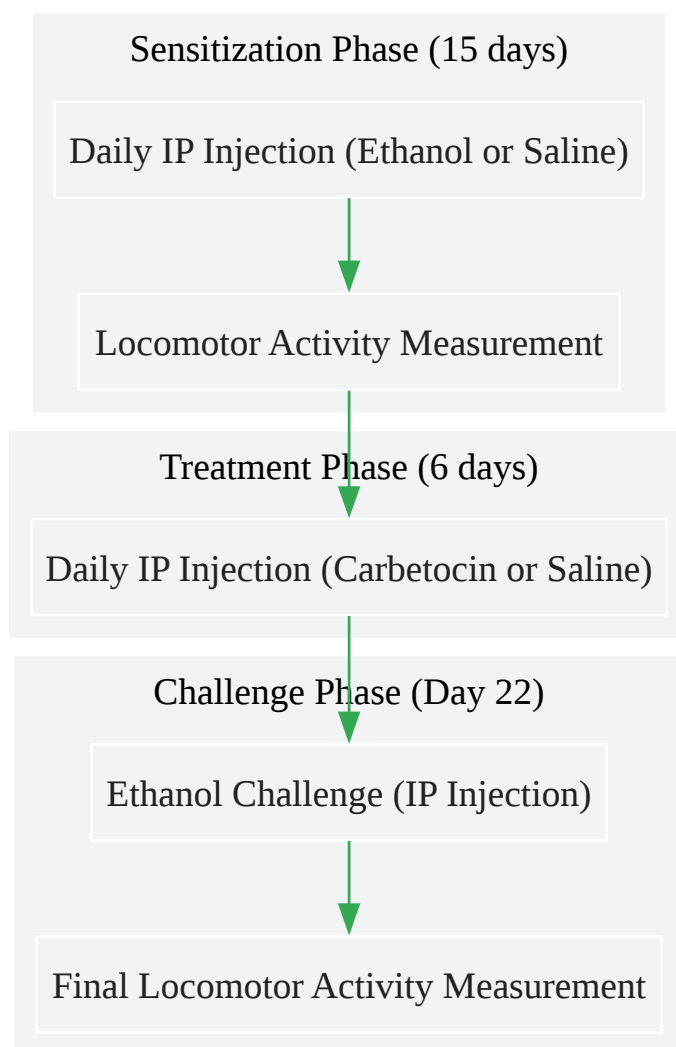 Sensitization Phase (15 days)
Daily IP Injection (Ethanol or Saline)
Locomotor Activity Measurement
Treatment Phase (6 days)
Daily IP Injection (Carbetocin or Saline)
Challenge Phase (Day 22)
Ethanol Challenge (IP Injection)
Final Locomotor Activity Measurement